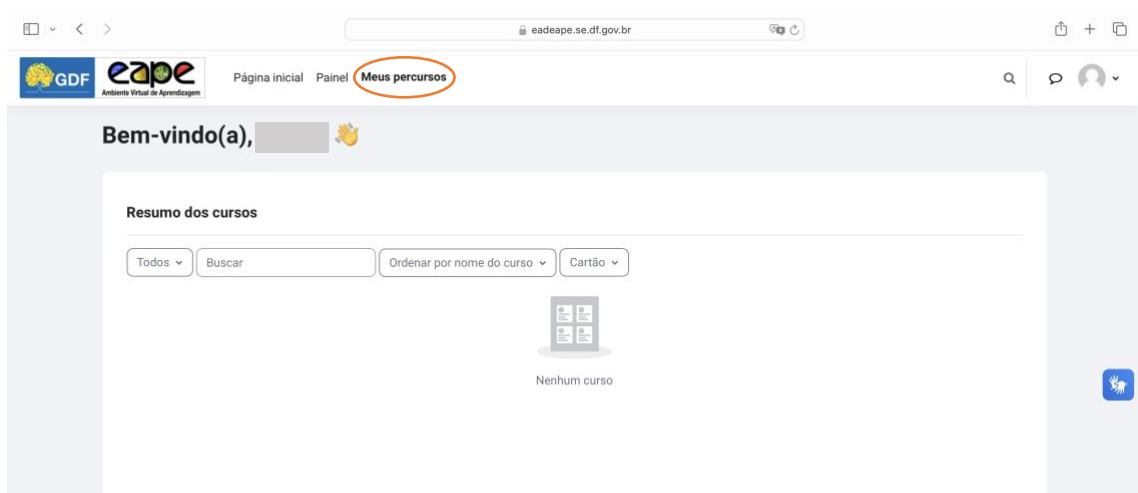 eadeape.se.df.gov.br
GDF
eape
Ambiente Virtual de Aprendizagem
Página inicial Painel Meus percursos
Bem-vindo(a),
Resumo dos cursos
Todos Buscar Ordenar por nome do curso Cartão
Nenhum curso